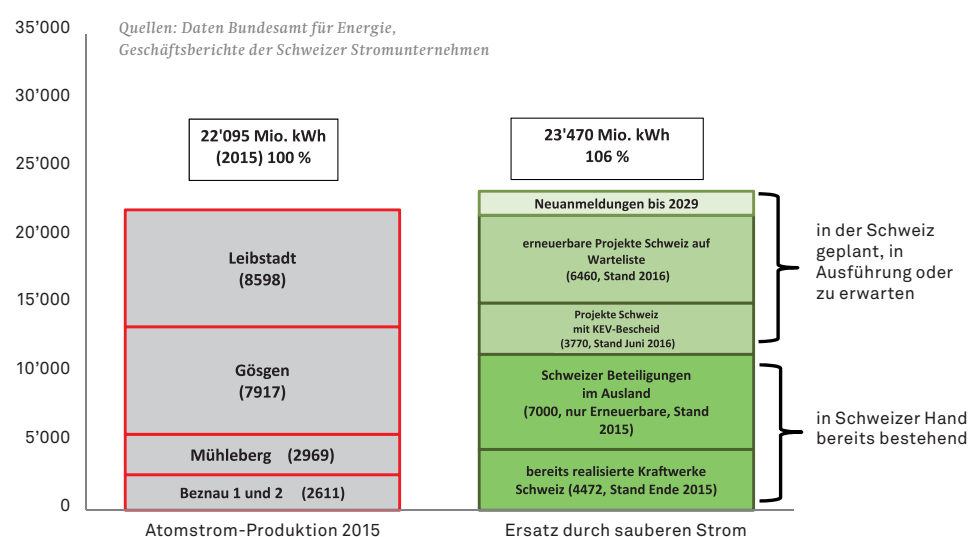 35’000
Quellen: Daten Bundesamt für Energie,
Geschäftsberichte der Schweizer Stromunternehmen
30’000
25’000
20’000
15’000
10’000
5’000
0
22'095 Mio. kWh
(2015) 100 %
Leibstadt
(8598)
Gösgen
(7917)
Mühleberg (2969)
Beznau 1 und 2 (2611)
Atomstrom-Produktion 2015
23'470 Mio. kWh
106 %
Neuanmeldungen bis 2029
erneuerbare Projekte Schweiz auf
Warteliste
(6460, Stand 2016)
Projekte Schweiz
mit KEV-Bescheid
(3770, Stand Juni 2016)
Schweizer Beteiligungen
im Ausland
(7000, nur Erneuerbare, Stand
2015)
bereits realisierte Kraftwerke
Schweiz (4472, Stand Ende 2015)
Ersatz durch sauberen Strom
in der Schweiz
geplant, in
Ausführung oder
zu erwarten
in Schweizer Hand
bereits bestehend